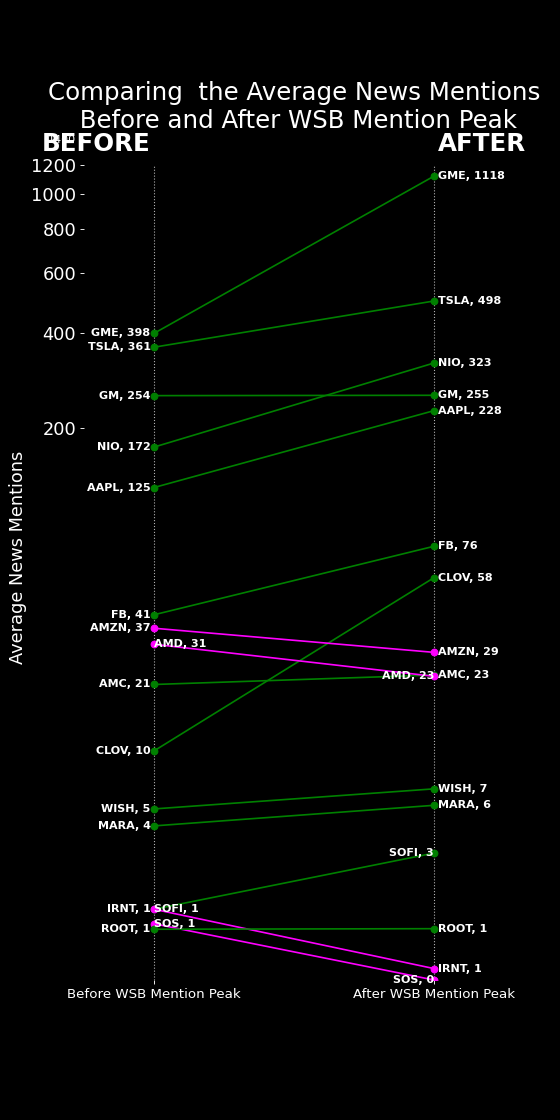 Comparing  the Average News Mentions
Before and After WSB Mention Peak
BEFORE
AFTER
1200
1000
800
600
400
200
Average News Mentions
GME, 398
TSLA, 361
GM, 254
NIO, 172
AAPL, 125
FB, 41
AMZN, 37
AMD, 31
AMC, 21
CLOV, 10
WISH, 5
MARA, 4
IRNT, 1
SOFI, 1
SOS, 1
ROOT, 1
GME, 1118
TSLA, 498
NIO, 323
GM, 255
AAPL, 228
FB, 76
CLOV, 58
AMZN, 29
AMD, 23
AMC, 23
WISH, 7
MARA, 6
SOFI, 3
ROOT, 1
IRNT, 1
SOS, 0
Before WSB Mention Peak
After WSB Mention Peak